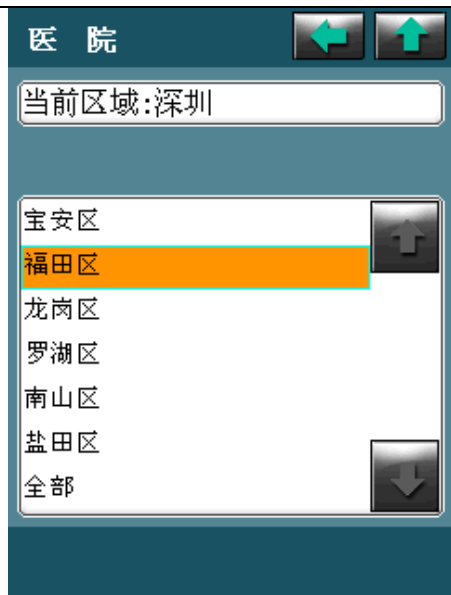 医 院
当前区域:深圳
宝安区
福田区
龙岗区
罗湖区
南山区
盐田区
全部